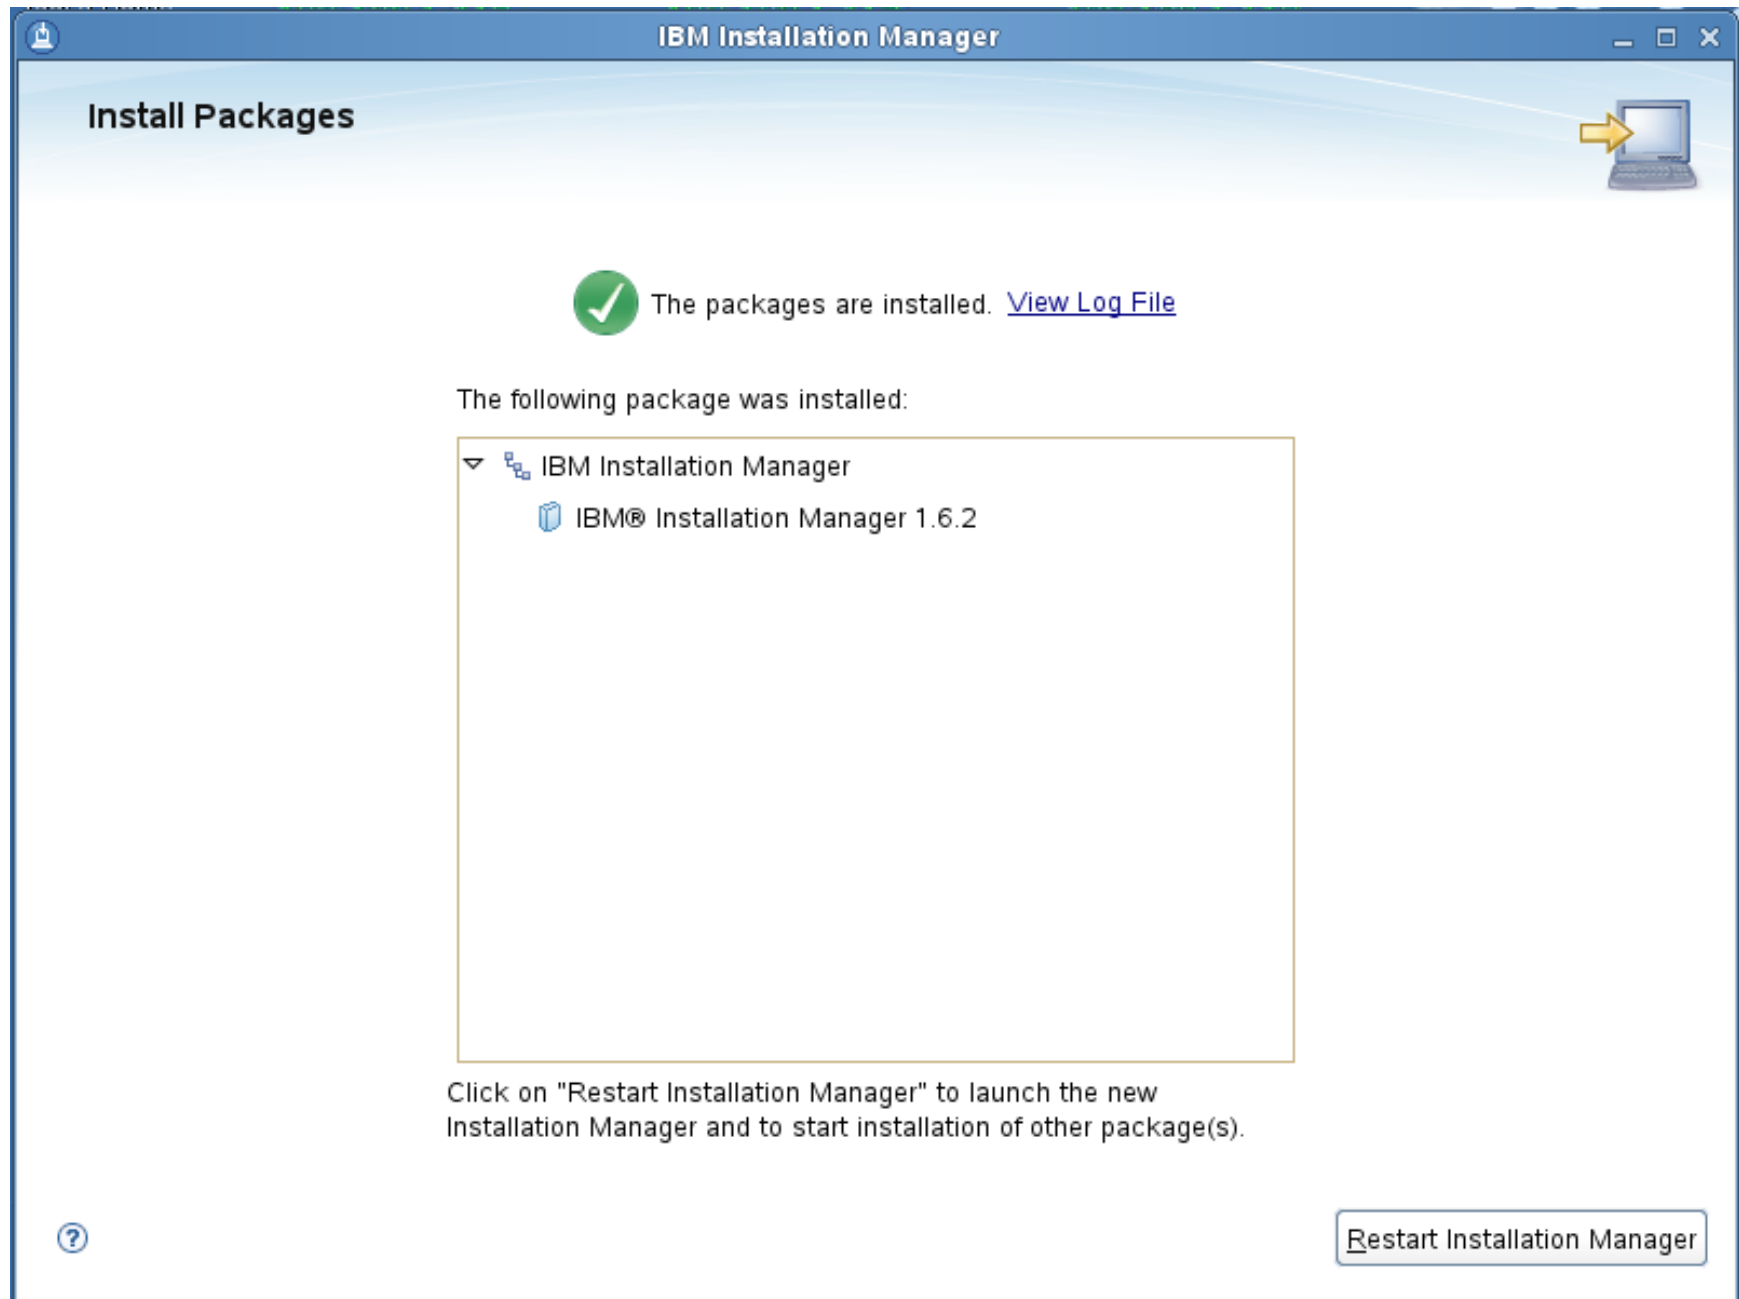 IBM Installation Manager
Install Packages
The packages are installed. View Log File
The following package was installed:
IBM Installation Manager
IBM® Installation Manager 1.6.2
Click on "Restart Installation Manager" to launch the new
Installation Manager and to start installation of other package(s).
?
Restart Installation Manager